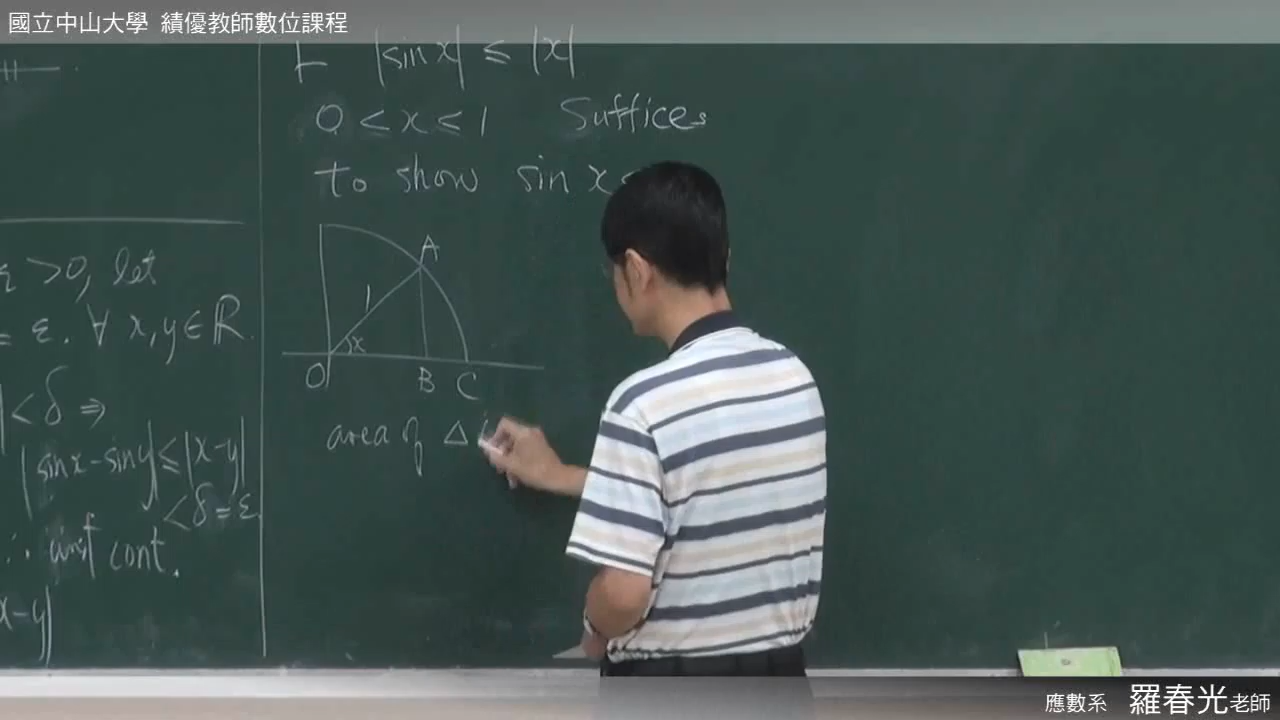 國立中山大學 績優教師數位課程
> 0, let
= ε. ∀ x, y ∈ ℝ.
| < δ ⇒
|sin x - sin y| ≤ |x-y|
< δ = ε
∴ unif cont.
x-y|
⊢ |sin x| ≤ |x|
0 < x ≤ 1 Suffices
to show sin x
A
1
x
O B C
area of △
應數系 羅春光老師